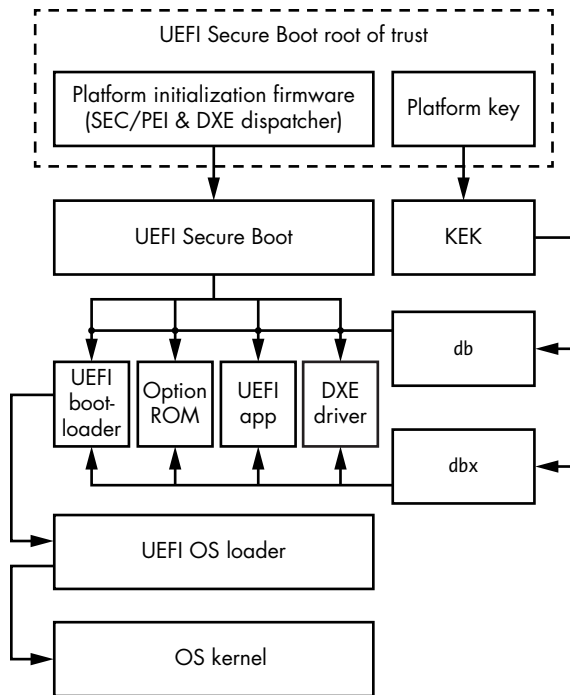 UEFI Secure Boot root of trust
Platform initialization firmware
(SEC/PEI & DXE dispatcher)
Platform key
UEFI Secure Boot
KEK
db
UEFI
boot-
loader
Option
ROM
UEFI
app
DXE
driver
dbx
UEFI OS loader
OS kernel